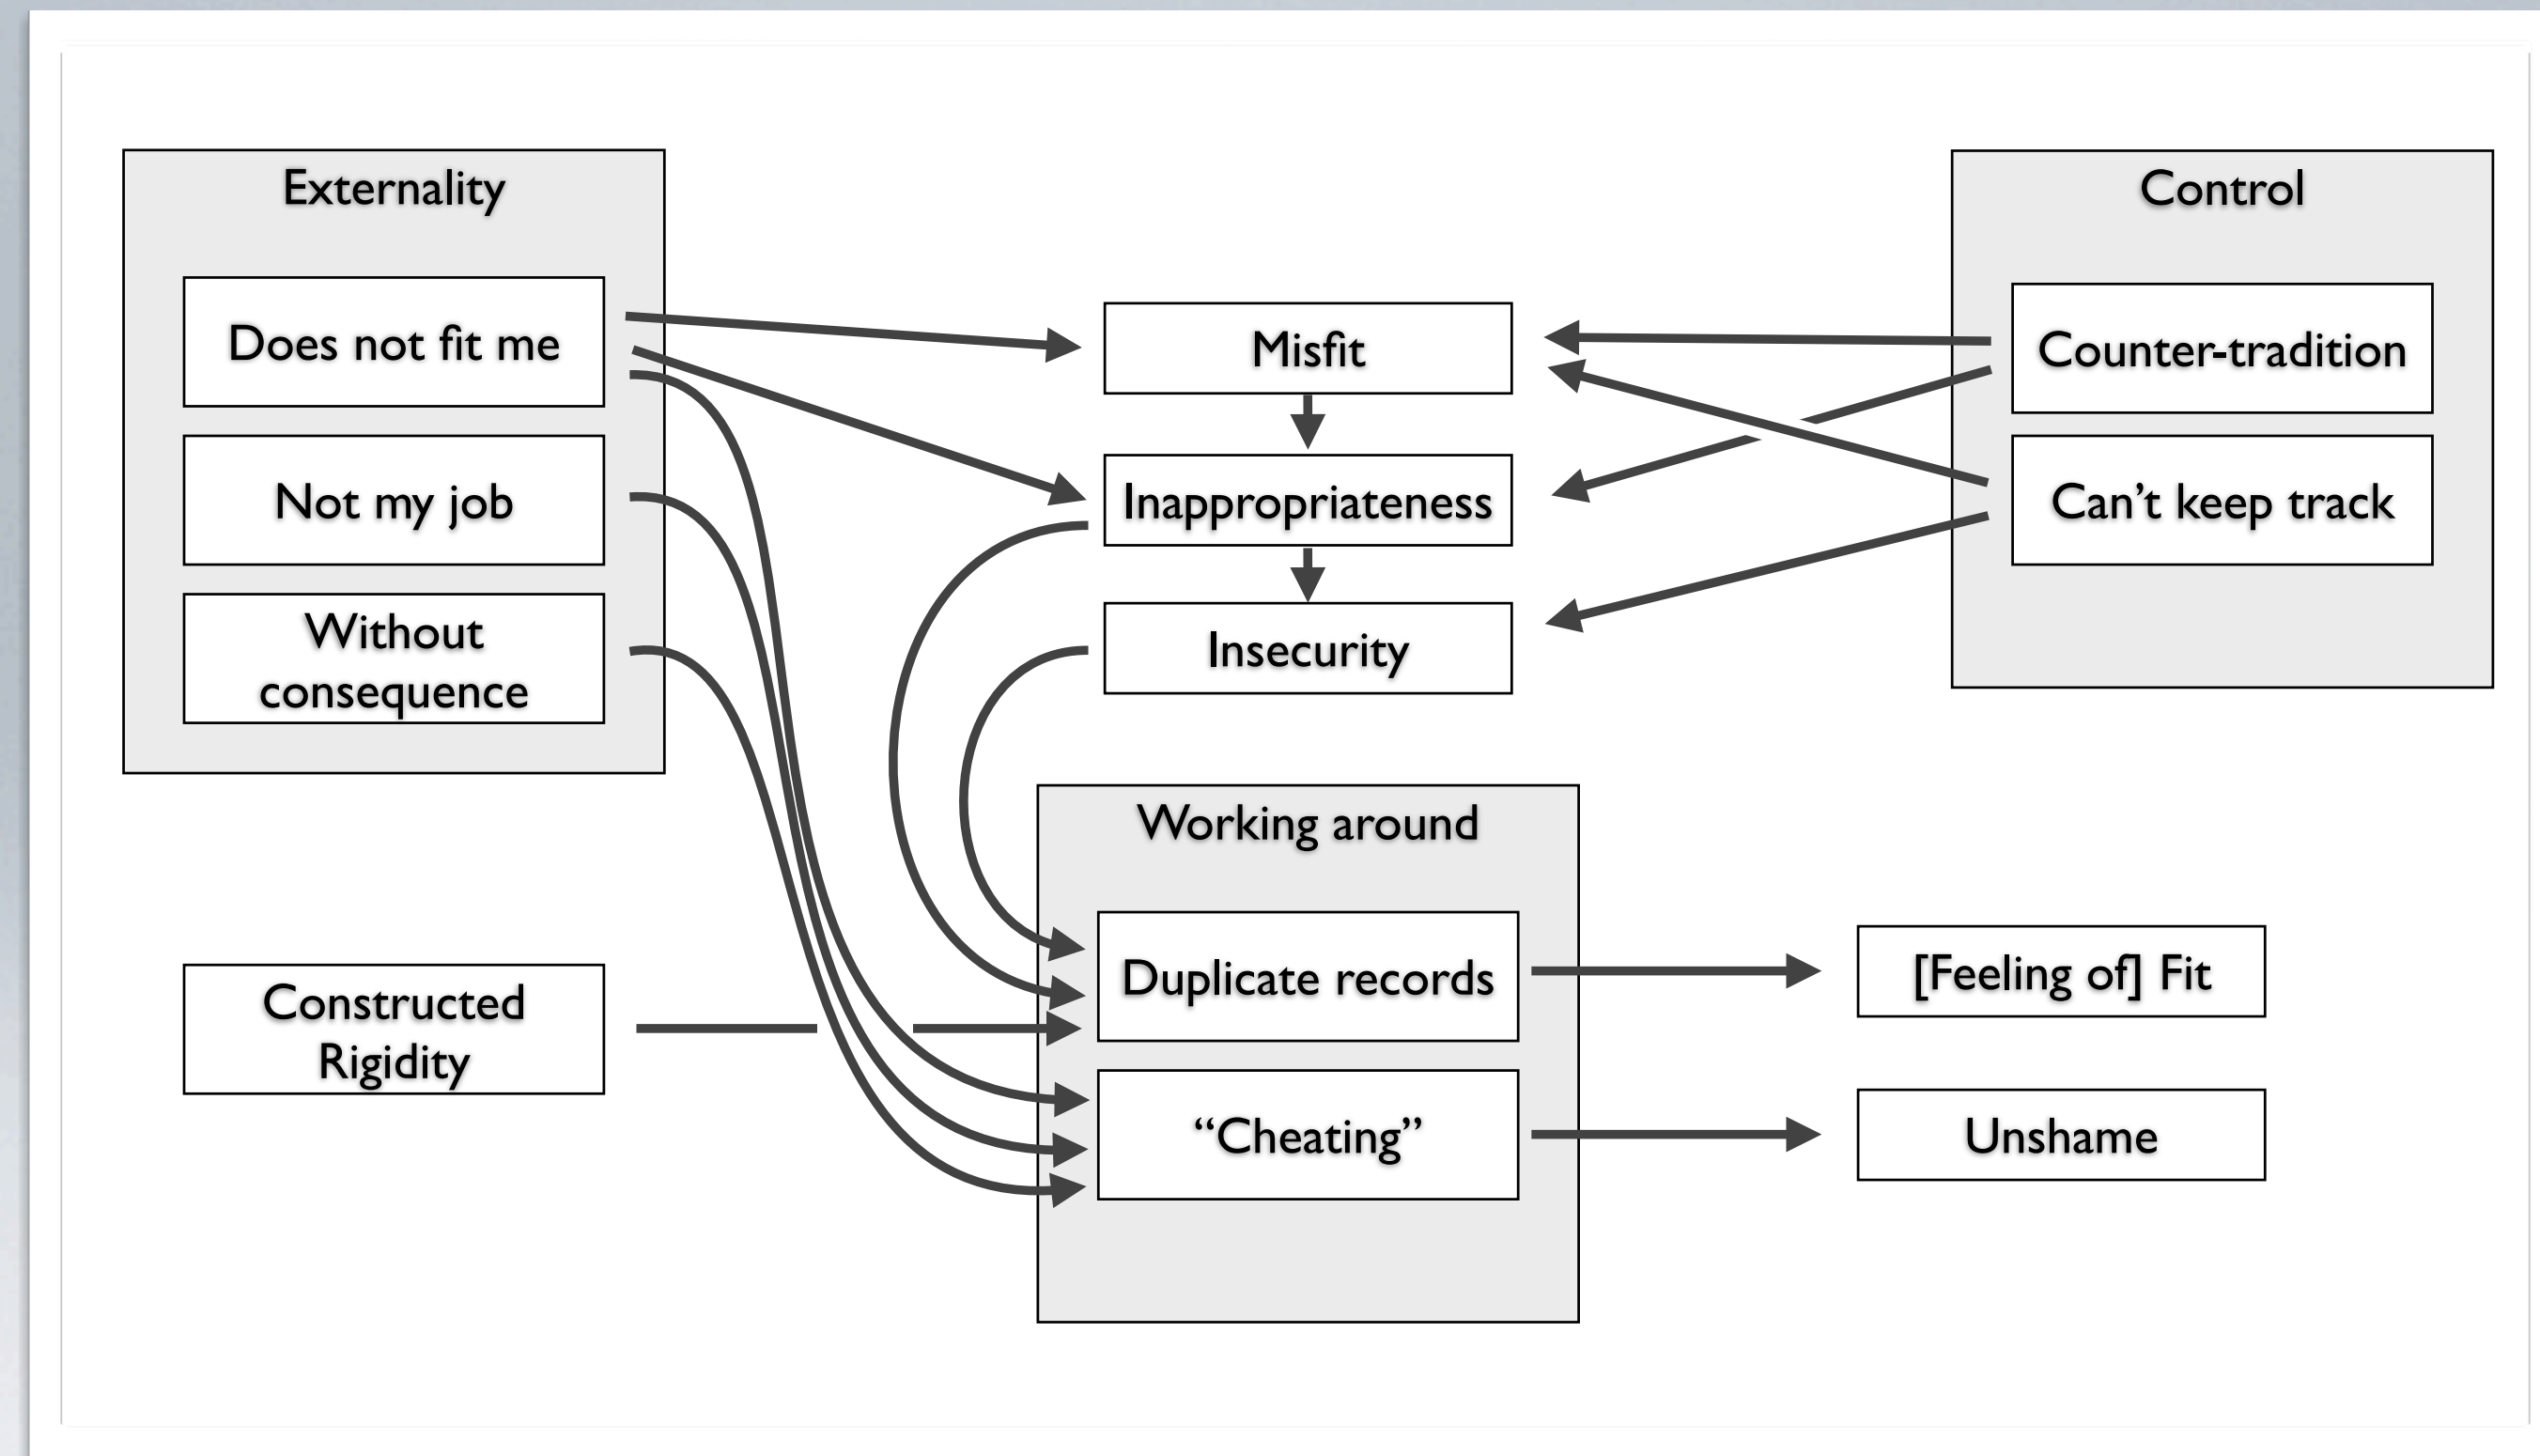 Externality
Does not fit me
Not my job
Without
consequence
Constructed
Rigidity
Misfit
Inappropriateness
Insecurity
Control
Counter-tradition
Can’t keep track
Working around
Duplicate records
“Cheating”
[Feeling of] Fit
Unshame